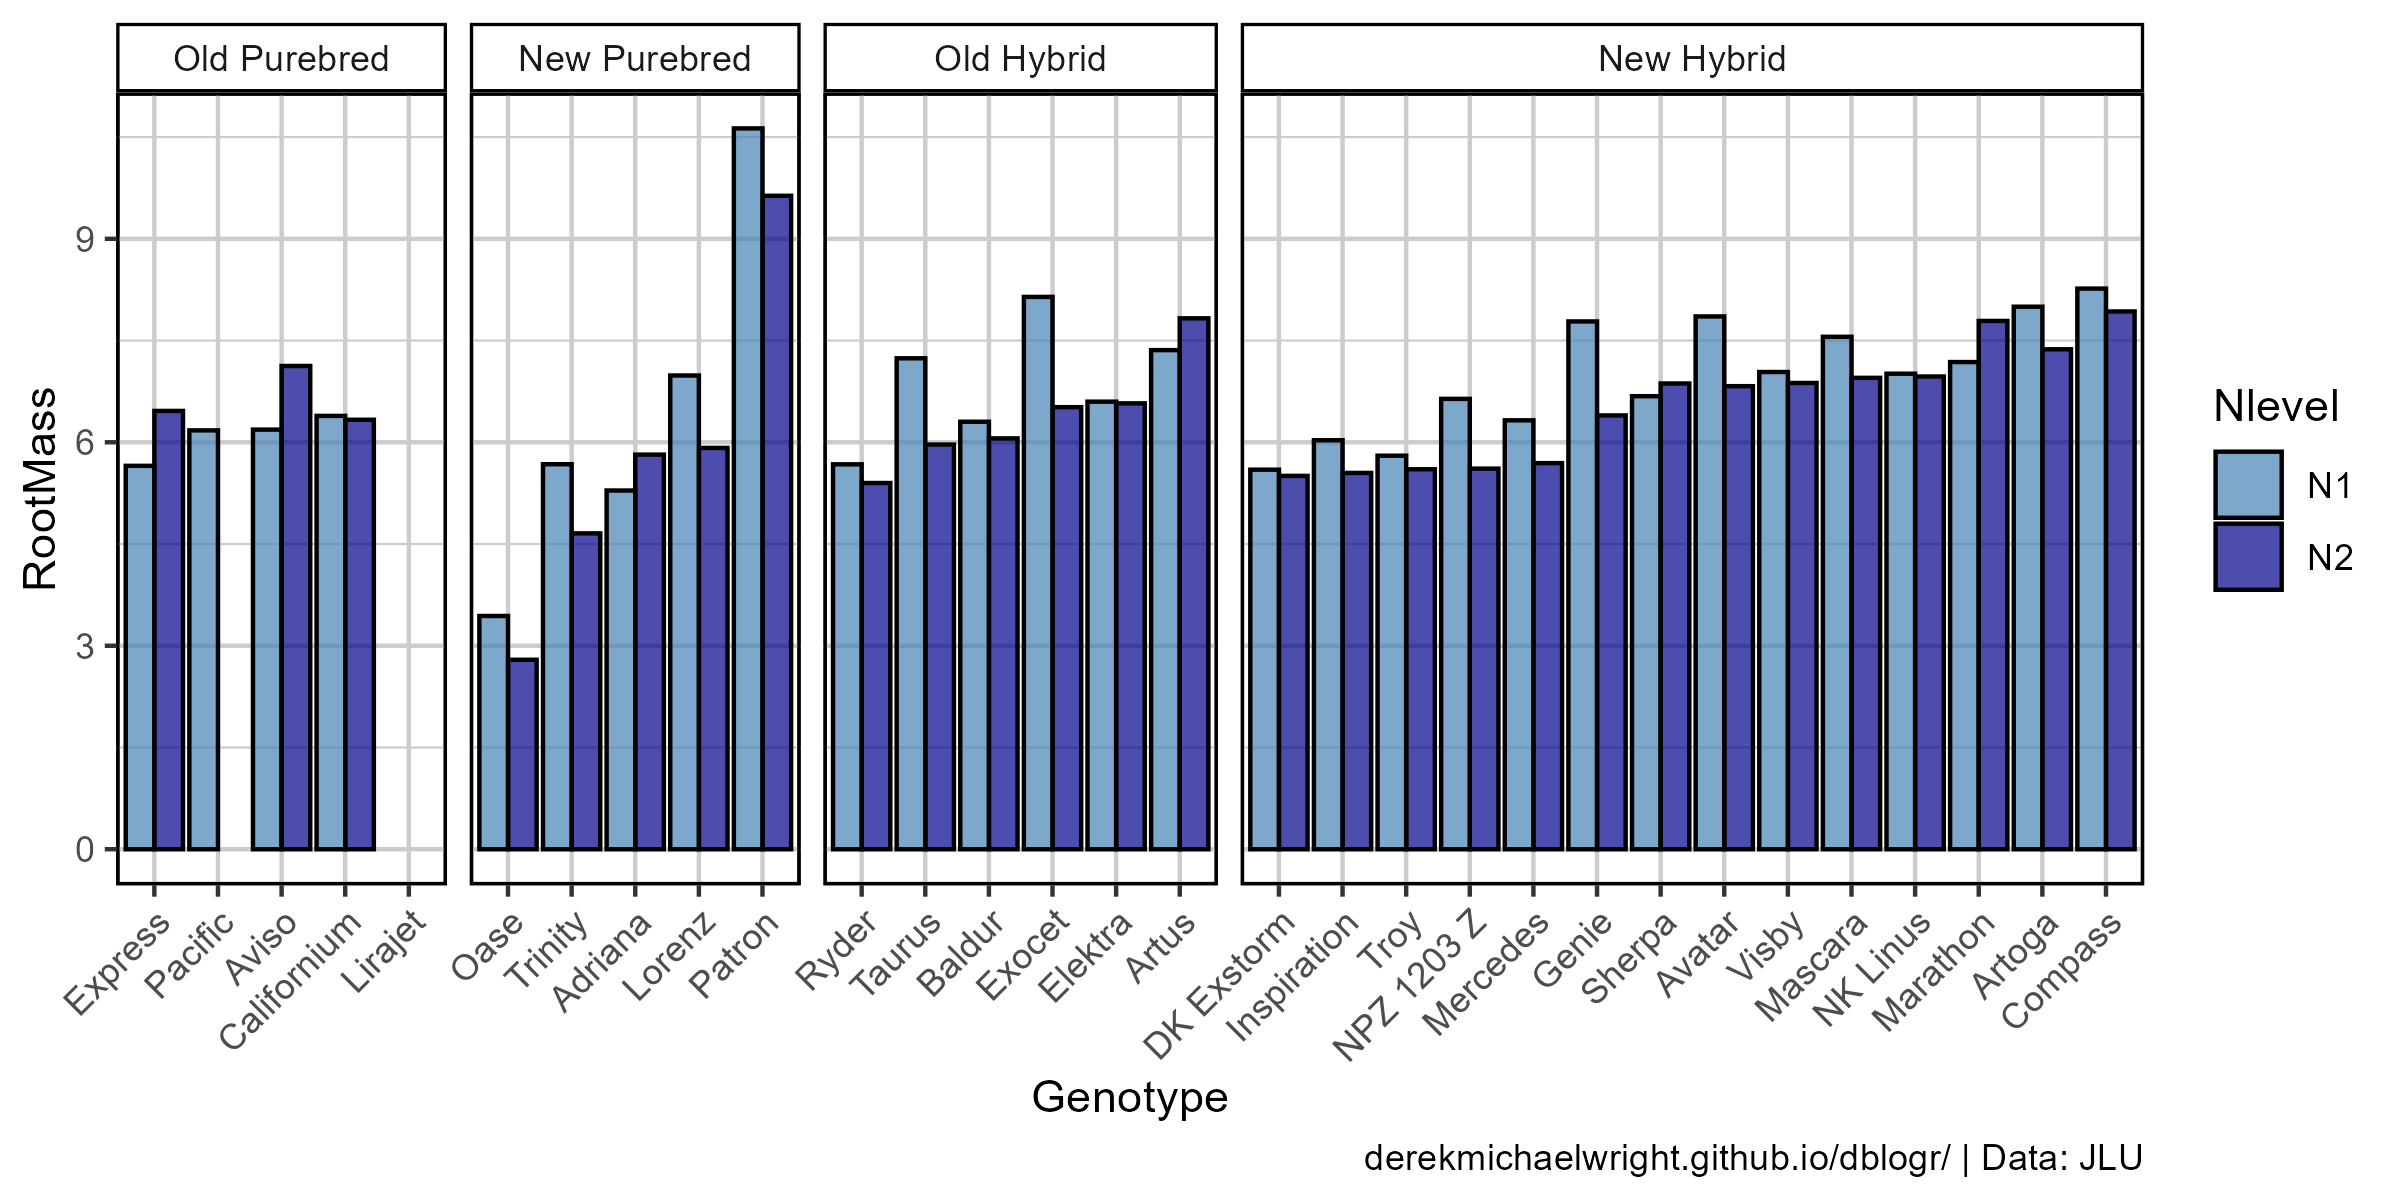 Old Purebred
New Purebred
Old Hybrid
New Hybrid
RootMass
9
6
3
0
Express
Pacific
Aviso
Californium
Lirajet
Oase
Trinity
Adriana
Lorenz
Patron
Ryder
Taurus
Baldur
Exocet
Elektra
Artus
DK Exstorm
Inspiration
Troy
NPZ 1203 Z
Mercedes
Genie
Sherpa
Avatar
Visby
Mascara
NK Linus
Marathon
Artoga
Compass
Genotype
Nlevel
N1
N2
derekmichaelwright.github.io/dblogr/ | Data: JLU